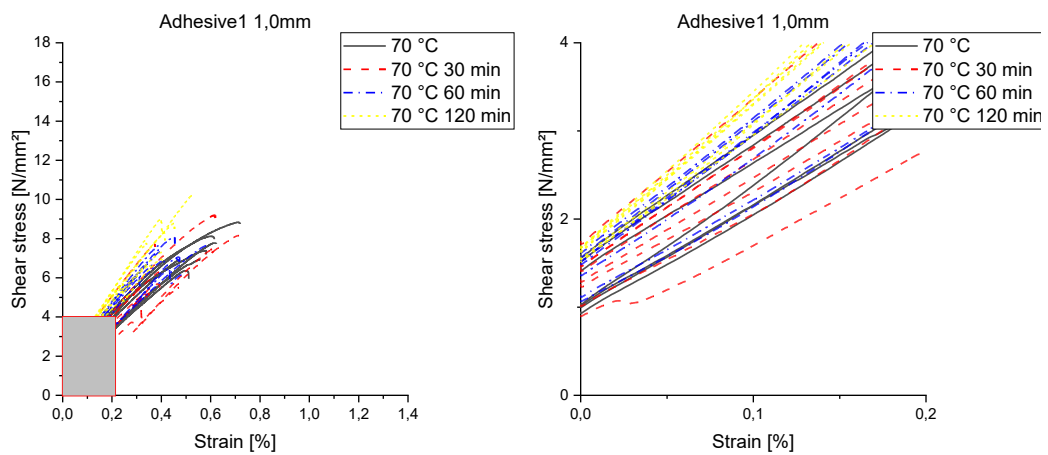 Adhesive1 1,0mm
18
16
14
12
10
8
6
4
2
0
0,0 0,2 0,4 0,6 0,8 1,0 1,2 1,4
Shear stress [N/mm²]
Strain [%]
70 °C
70 °C 30 min
70 °C 60 min
70 °C 120 min
Adhesive1 1,0mm
4
2
0
0,0 0,1 0,2
Shear stress [N/mm²]
Strain [%]
70 °C
70 °C 30 min
70 °C 60 min
70 °C 120 min